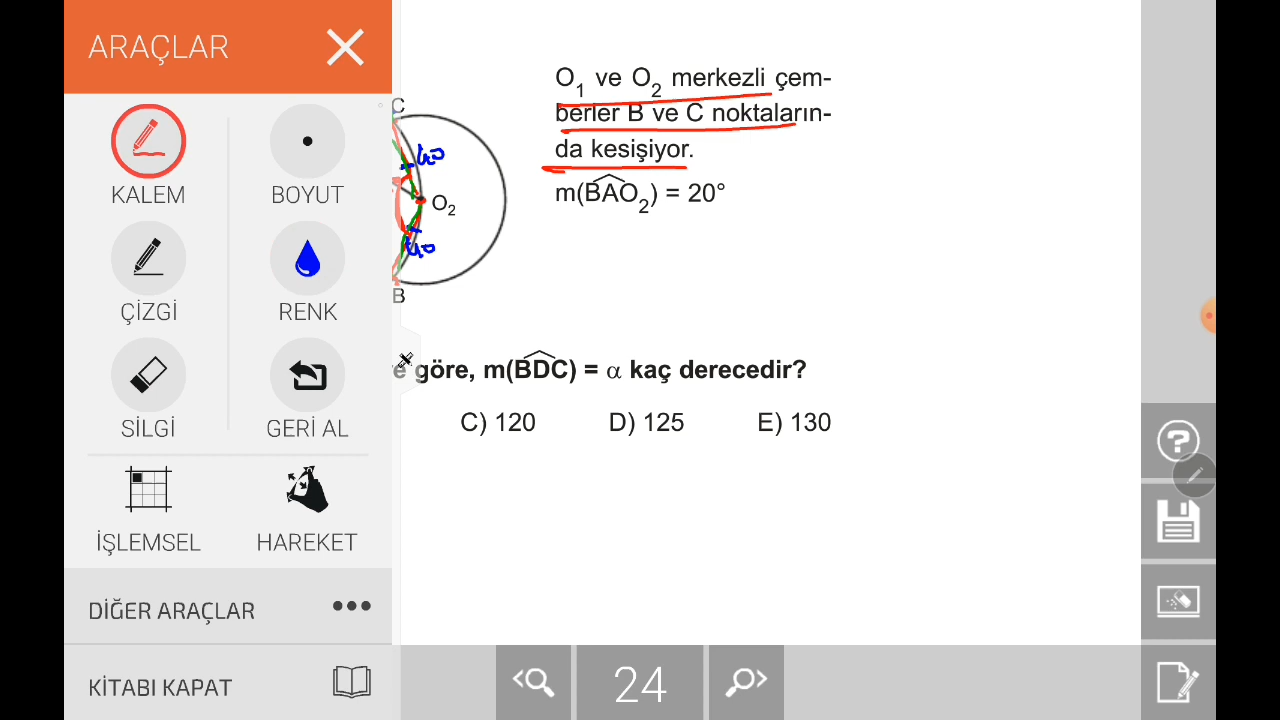 ARAÇLAR
KALEM
BOYUT
ÇİZGİ
RENK
SİLGİ
GERİ AL
İŞLEMSEL
HAREKET
DİĞER ARAÇLAR
KİTABI KAPAT
C
40
O2
40
B
O1 ve O2 merkezli çem-
berler B ve C noktaların-
da kesişiyor.
m(BAO2) = 20°
e göre, m(BDC) = α kaç derecedir?
C) 120 D) 125 E) 130
?
24